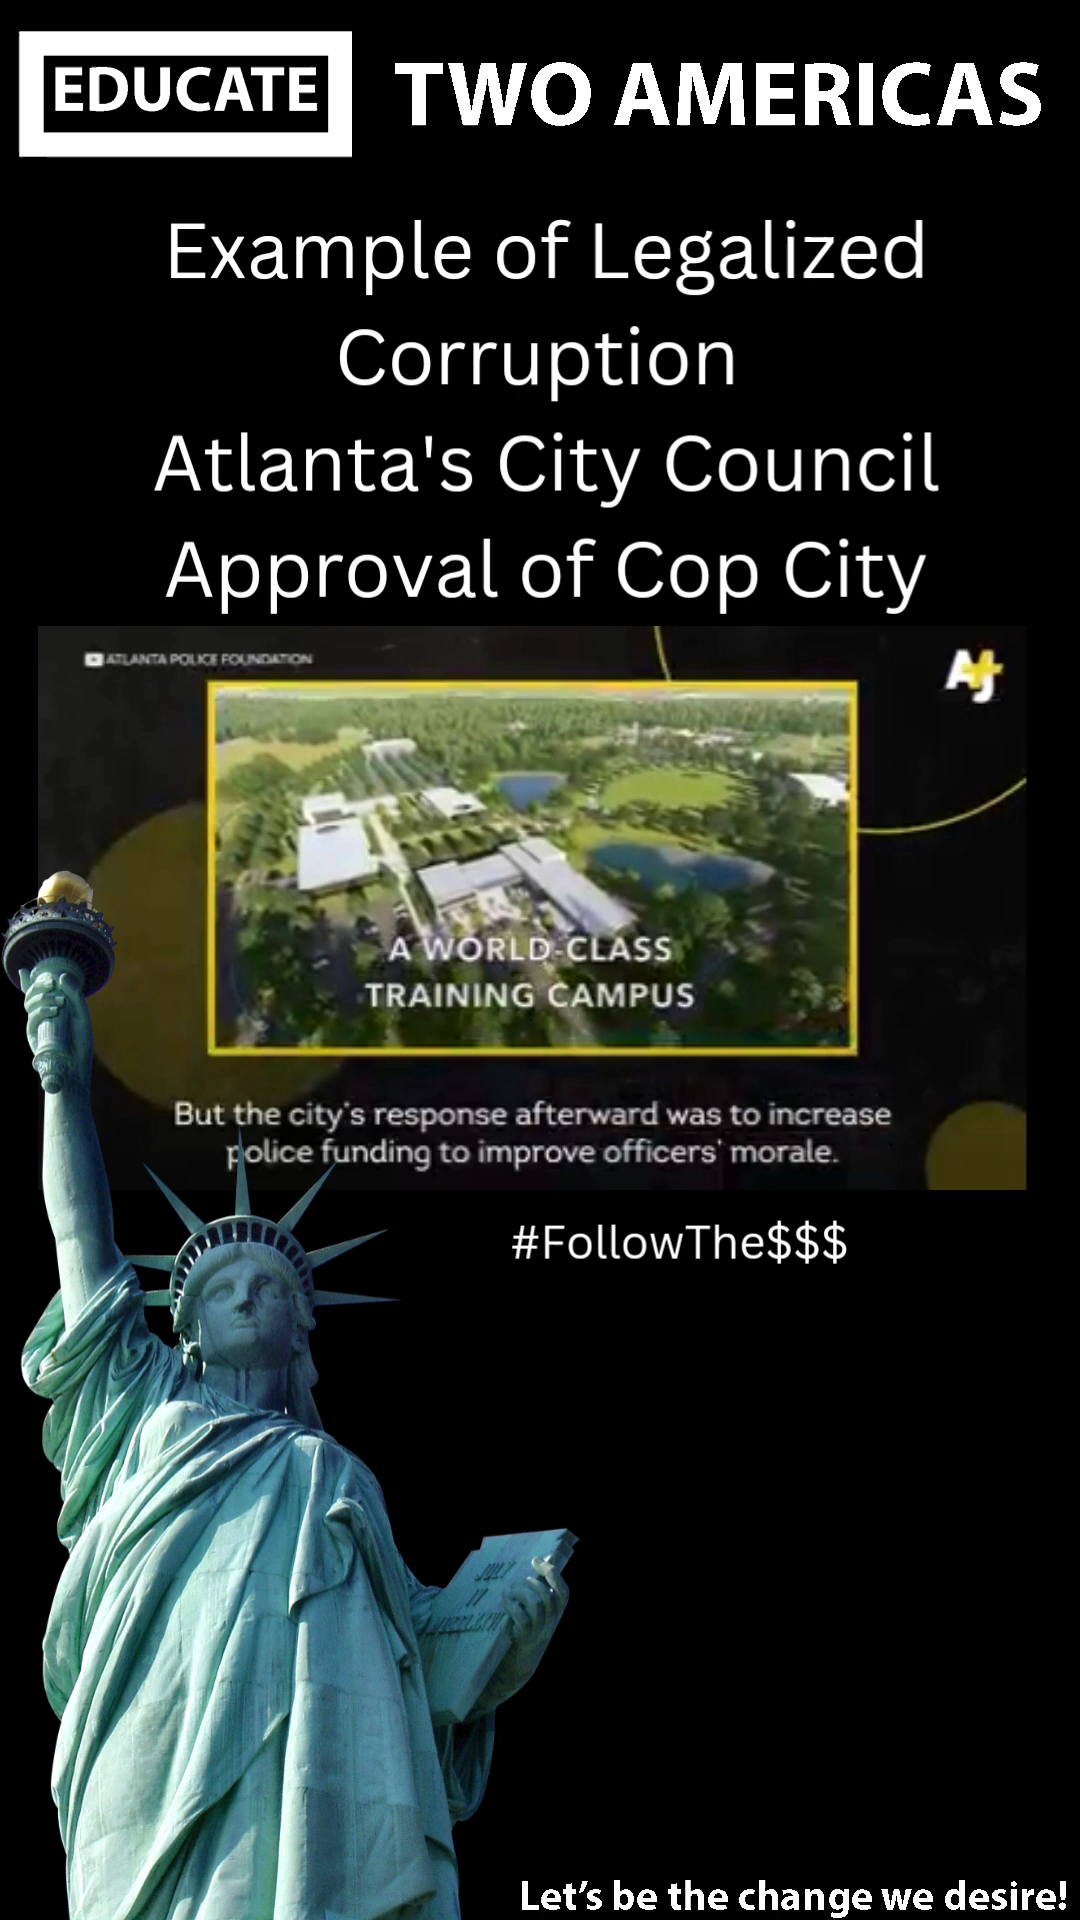 EDUCATE
TWO AMERICAS
Example of Legalized
Corruption
Atlanta's City Council
Approval of Cop City
ATLANTA POLICE FOUNDATION
AJ+
A WORLD-CLASS
TRAINING CAMPUS
But the city's response afterward was to increase
police funding to improve officers' morale.
#FollowThe$$$
JULY
IV
Let's be the change we desire!